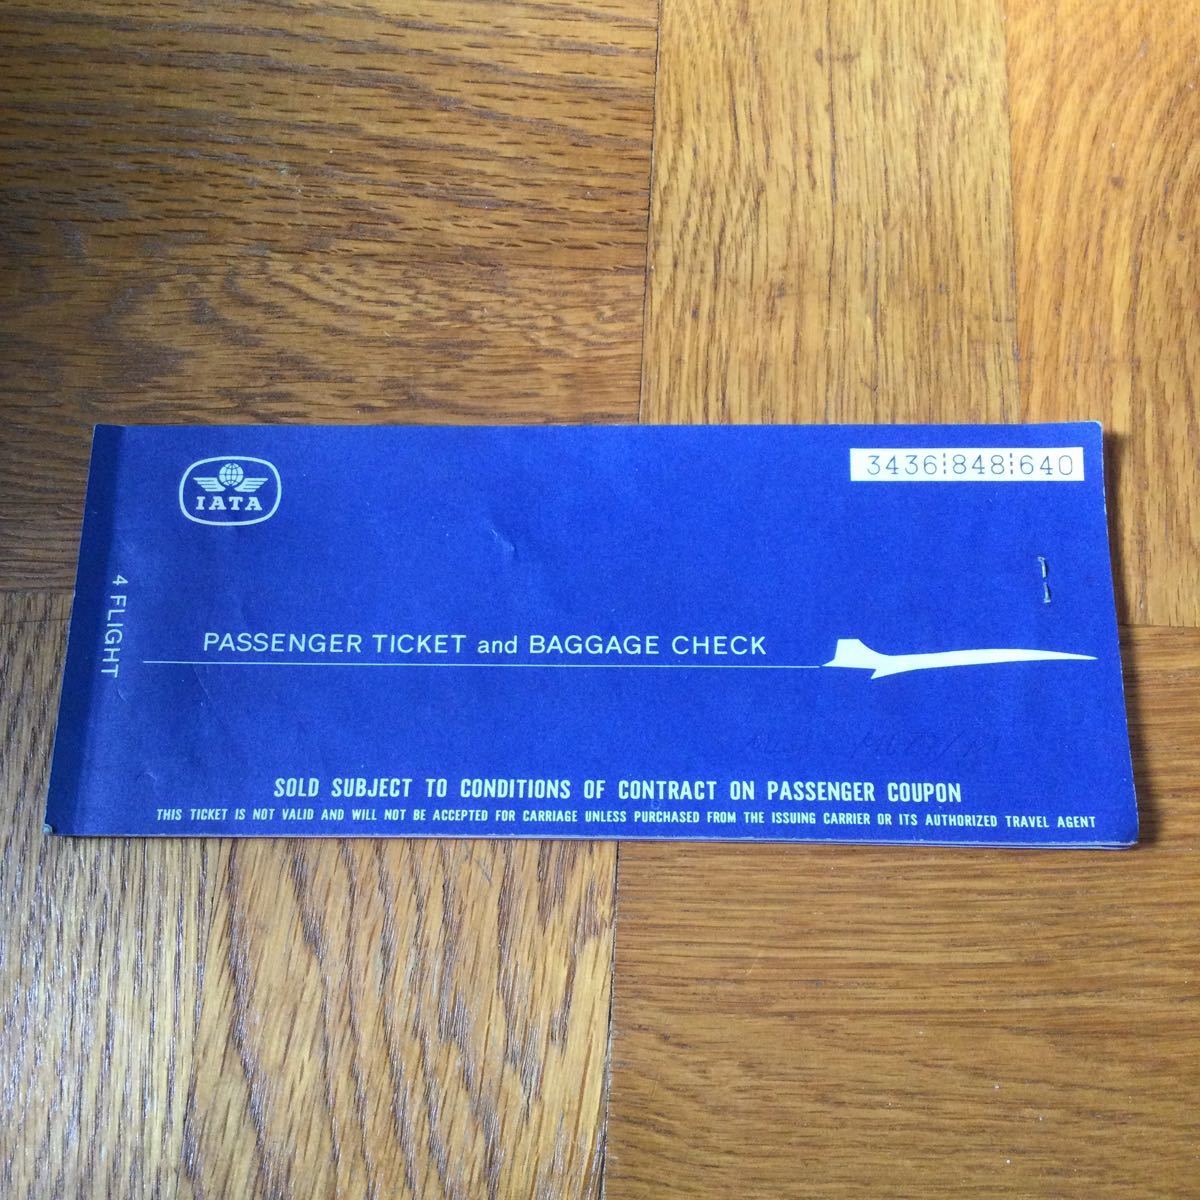 IATA
3436 848 640
4 FLIGHT
PASSENGER TICKET and BAGGAGE CHECK
SOLD SUBJECT TO CONDITIONS OF CONTRACT ON PASSENGER COUPON
THIS TICKET IS NOT VALID AND WILL NOT BE ACCEPTED FOR CARRIAGE UNLESS PURCHASED FROM THE ISSUING CARRIER OR ITS AUTHORIZED TRAVEL AGENT